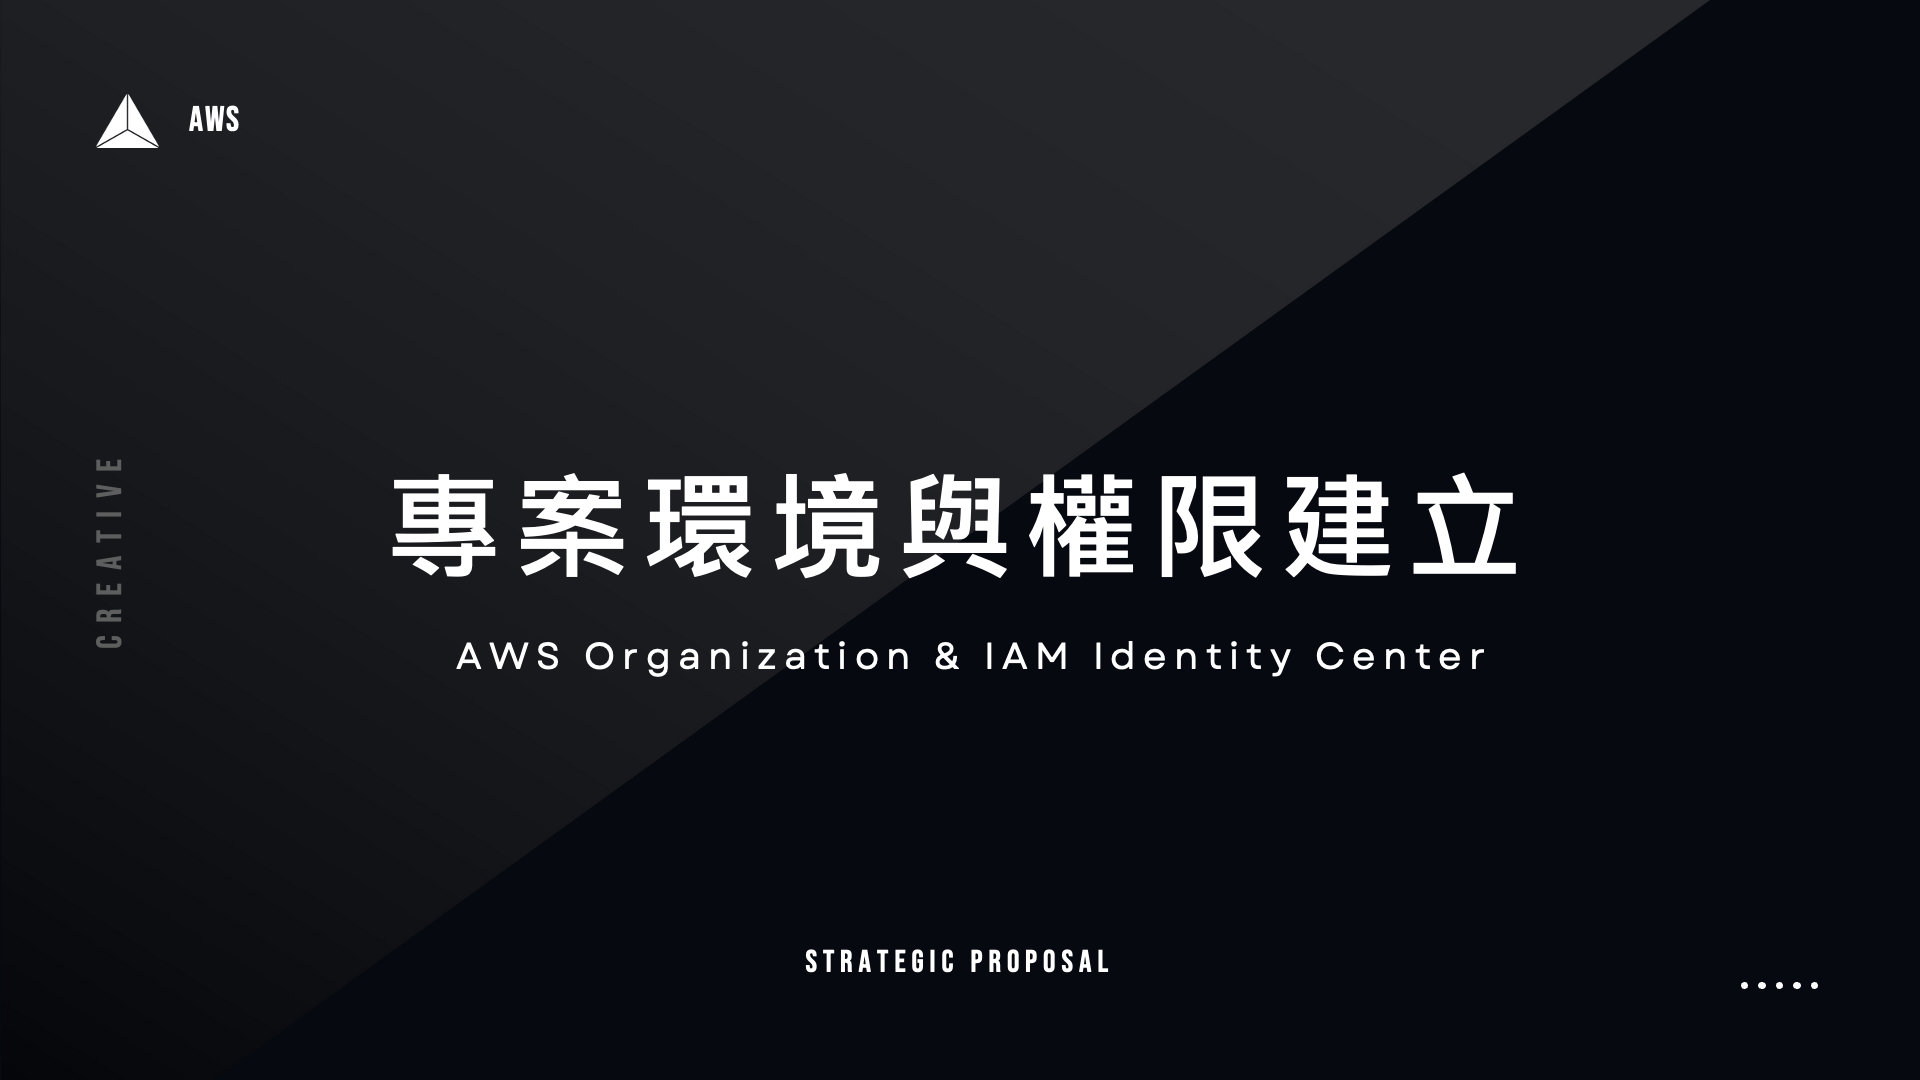 AWS
CREATIVE
專案環境與權限建立
AWS Organization & IAM Identity Center
STRATEGIC PROPOSAL